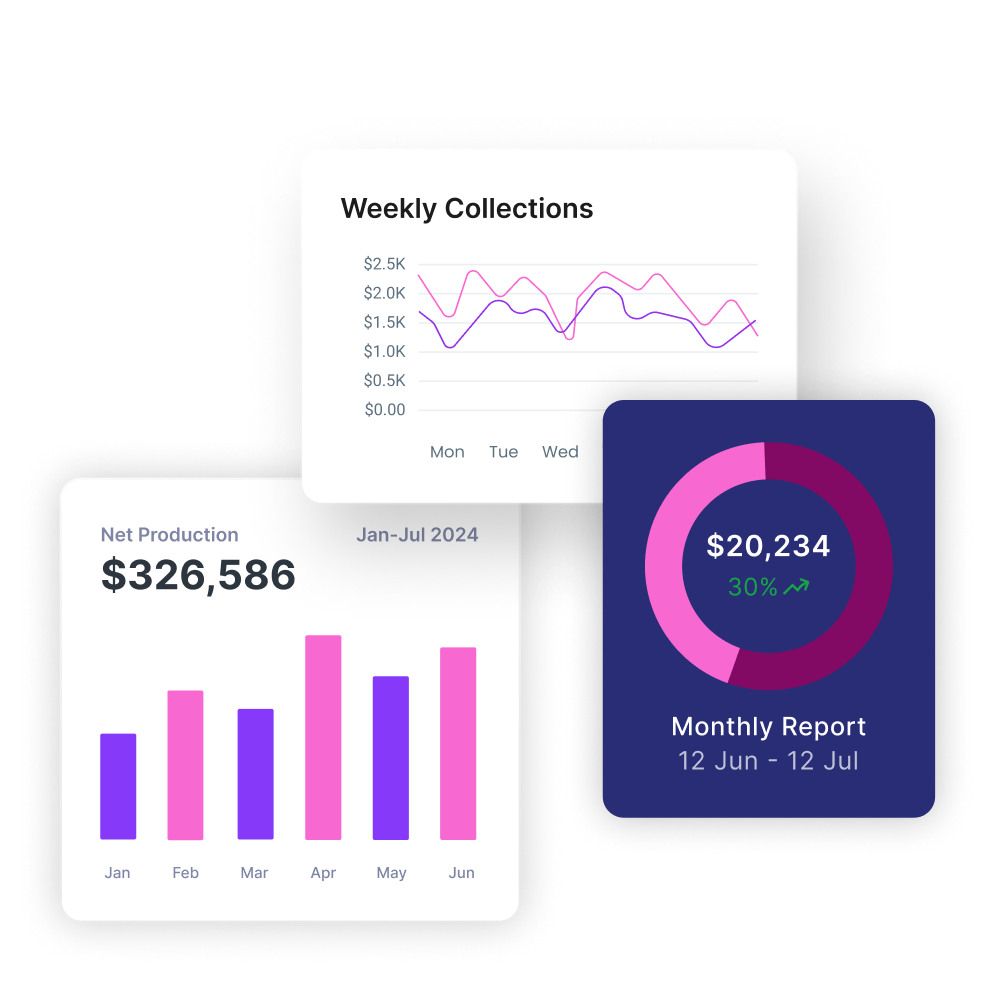 Weekly Collections
$2.5K
$2.0K
$1.5K
$1.0K
$0.5K
$0.00
Mon Tue Wed
Net Production Jan-Jul 2024
$326,586
Jan Feb Mar Apr May Jun
$20,234
30%
Monthly Report
12 Jun - 12 Jul